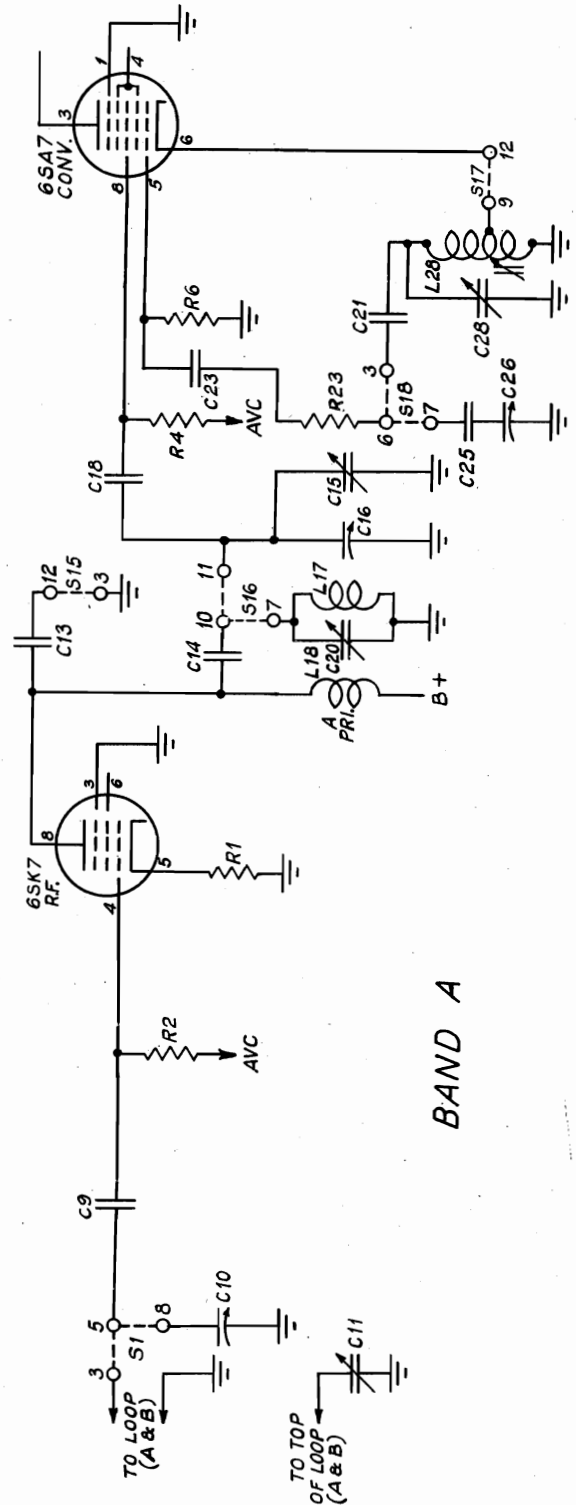 6SA7
CONV.
3
1
4
8
5
6
C18
R4
AVC
R6
C23
R23
C21
3
6
S18
7
C25
C26
L28
C28
9
S17
12
12
S15
3
C13
11
10
S16
7
C14
C15
C16
L17
L18
C20
A
PRI.
B+
6SK7
R.F.
8
3
6
4
5
R1
R2
AVC
C9
5
3
S1
8
C10
TO LOOP
(A & B)
C11
TO TOP
OF LOOP
(A & B)
BAND A